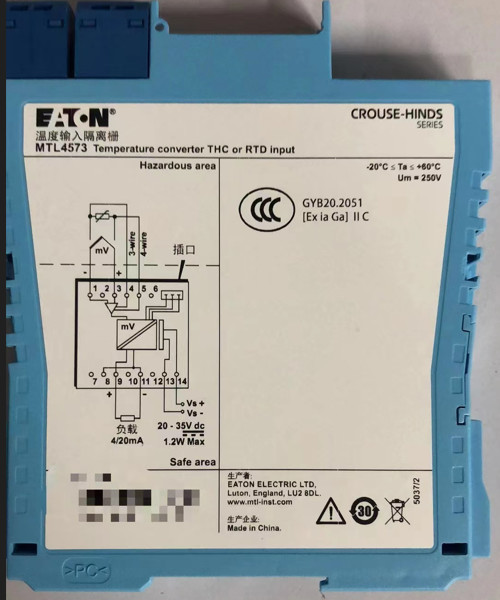 EATON®
CROUSE-HINDS
SERIES
温度输入隔离栅
MTL4573 Temperature converter THC or RTD input
Hazardous area
-20°C ≤ Ta ≤ +60°C
Um = 250V
CCC
GYB20.2051
[Ex ia Ga] II C
mV
3-wire
4-wire
插口
- +
1 2 3 4 5 6
mV
7 8 9 10 11 12 13 14
+ -
Vs +
Vs -
负载
4/20mA
20 - 35V dc
1.2W Max
Safe area
生产者:
EATON ELECTRIC LTD,
Luton, England, LU2 8DL.
www.mtl-inst.com
生产企业:
Made in China.
30
5037/2
>PC<